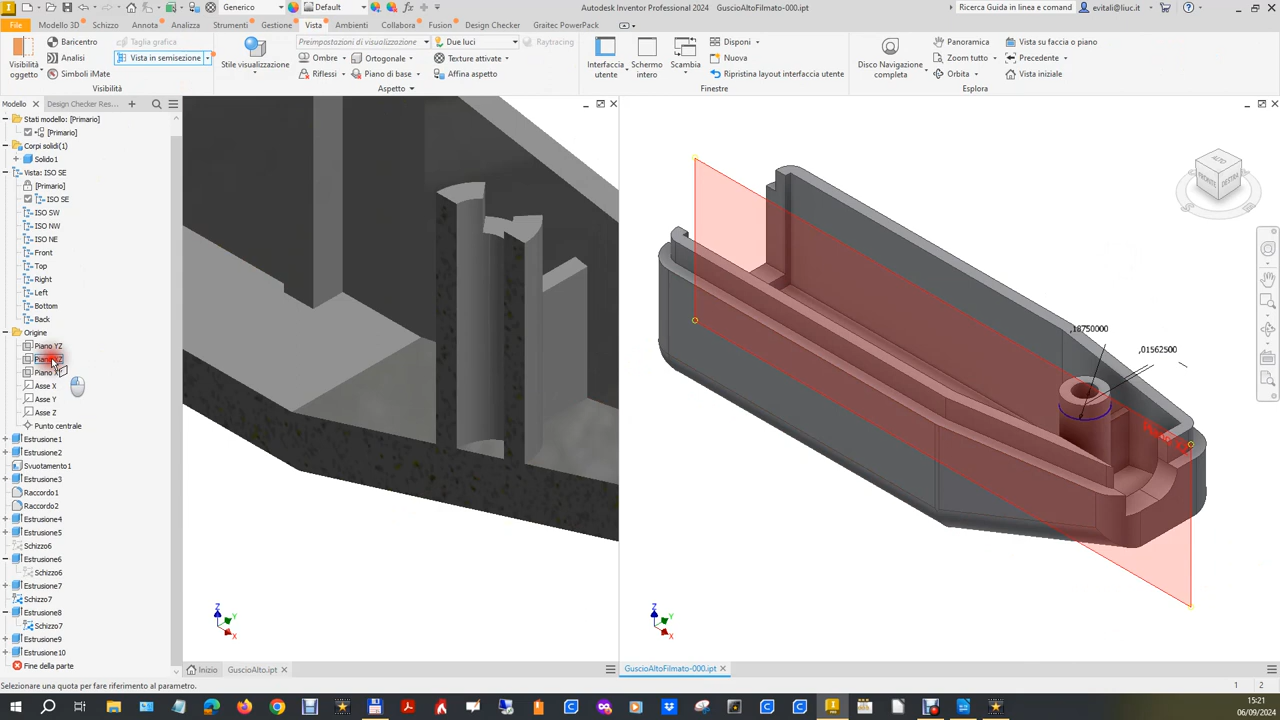 Strumenti
Generico
Default
Autodesk Inventor Professional 2024
GuscioAltoFilmato-000.ipt
Ricerca Guida in linea e comandi
evitali@liuc.it
File
Modello 3D
Schizzo
Annota
Analizza
Strumenti
Gestione
Vista
Ambienti
Collabora
Fusion
Design Checker
Graitec PowerPack
Visibilità oggetto
Baricentro
Analisi
Simboli iMate
Taglia grafica
Vista in semisezione
Visibilità
Stile visualizzazione
Preimpostazioni di visualizzazione
Ombre
Riflessi
Due luci
Ortogonale
Piano di base
Raytracing
Texture attivate
Affina aspetto
Aspetto
Interfaccia utente
Schermo intero
Scambia
Disponi
Nuova
Ripristina layout interfaccia utente
Finestre
Disco Navigazione completa
Panoramica
Zoom tutto
Orbita
Vista su faccia o piano
Precedente
Vista iniziale
Esplora
Modello
Design Checker Res...
Stati modello: [Primario]
[Primario]
Corpi solidi(1)
Solido1
Vista: ISO SE
[Primario]
ISO SE
ISO SW
ISO NW
ISO NE
Front
Top
Right
Left
Bottom
Back
Origine
Piano YZ
Asse X
Asse Y
Asse Z
Punto centrale
Estrusione1
Estrusione2
Svuotamento1
Estrusione3
Raccordo1
Raccordo2
Estrusione4
Estrusione5
Schizzo6
Estrusione6
Schizzo6
Estrusione7
Schizzo7
Estrusione8
Schizzo7
Estrusione9
Estrusione10
Fine della parte
,18750000
,01562500
ALTO
FRONTE
DESTRA
Z
Y
X
Z
Y
X
Inizio
GuscioAlto.ipt
GuscioAltoFilmato-000.ipt
Selezionare una quota per fare riferimento al parametro.
1
2
15:21
06/09/2024